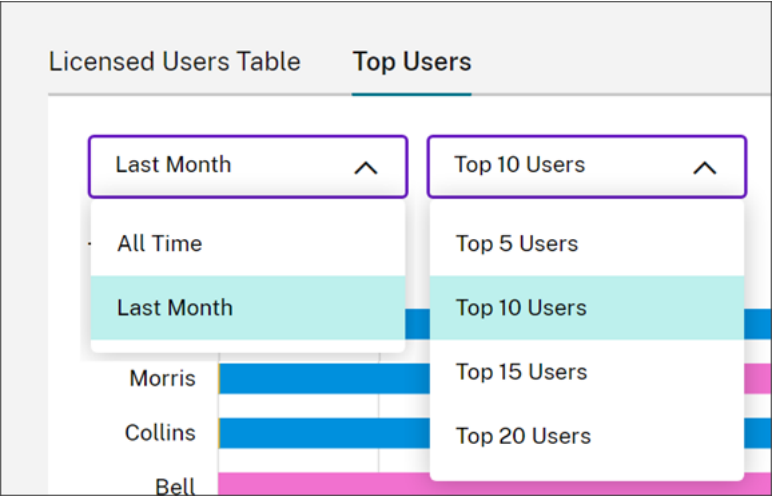 Licensed Users Table
Top Users
Last Month
Top 10 Users
All Time
Last Month
Top 5 Users
Top 10 Users
Top 15 Users
Top 20 Users
Morris
Collins
Bell